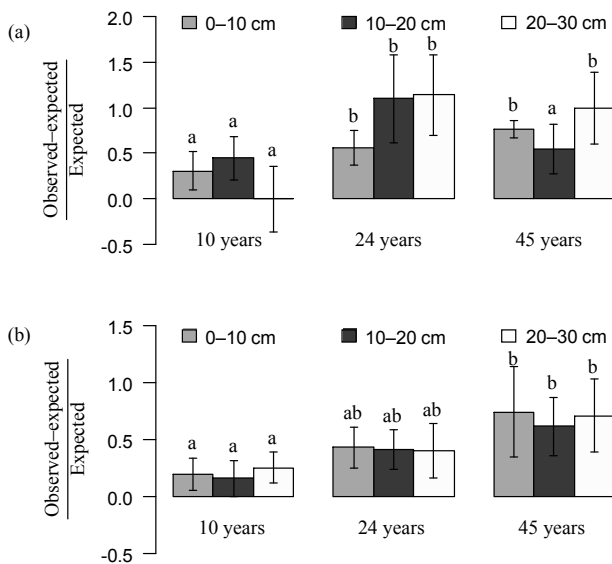 (a)
2.0
1.5
1.0
0.5
0.0
-0.5
Observed–expected
Expected
0–10 cm 10–20 cm 20–30 cm
a a a
b b b
b a b
10 years 24 years 45 years
(b)
1.5
1.0
0.5
0.0
-0.5
Observed–expected
Expected
0–10 cm 10–20 cm 20–30 cm
a a a
ab ab ab
b b b
10 years 24 years 45 years